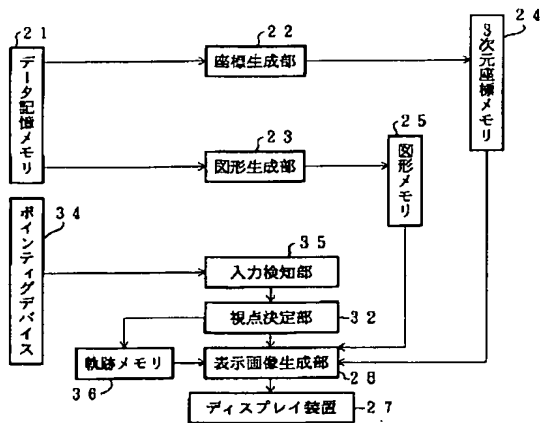 21
データ記憶メモリ
22
座標生成部
24
3次元座標メモリ
23
図形生成部
25
図形メモリ
34
ポインティグデバイス
35
入力検知部
視点決定部
32
軌跡メモリ
36
表示画像生成部
28
ディスプレイ装置
27